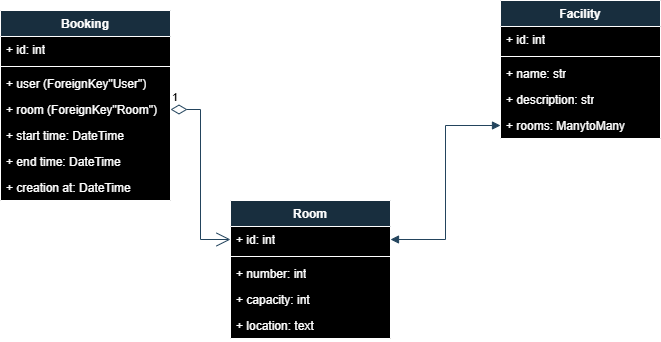 Booking
+ id: int
+ user (ForeignKey"User")
+ room (ForeignKey"Room")
+ start time: DateTime
+ end time: DateTime
+ creation at: DateTime
1
Facility
+ id: int
+ name: str
+ description: str
+ rooms: ManytoMany
Room
+ id: int
+ number: int
+ capacity: int
+ location: text